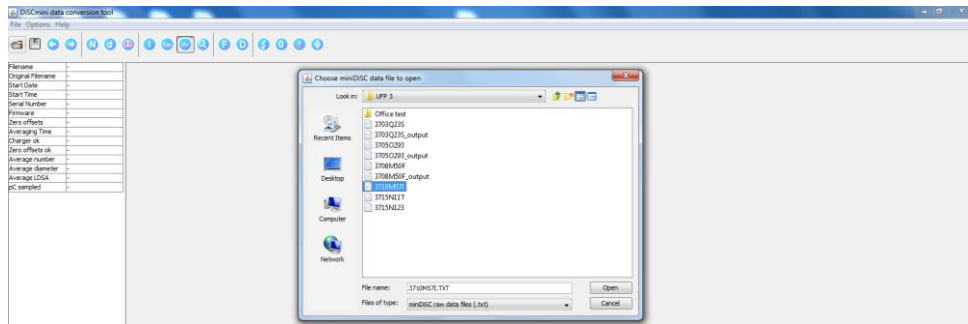 DiSCmini data conversion tool
File Options Help
Filename -
Original Filename -
Start Date -
Start Time -
Serial Number -
Firmware -
Zero offsets -
Averaging Time -
Charger ok -
Zero offsets ok -
Average number -
Average diameter -
Average LDSA -
pC sampled -
Choose miniDiSC data file to open
Look in: UFP 3
Recent Items
Desktop
Computer
Network
Office test
3703Q23S
3703Q23S_output
3705O293
3705O293_output
3708M50F
3708M50F_output
3710M57I
3715N11T
3715N123
File name: 3710M57I.TXT
Open
Files of type: miniDiSC raw data files (.txt)
Cancel